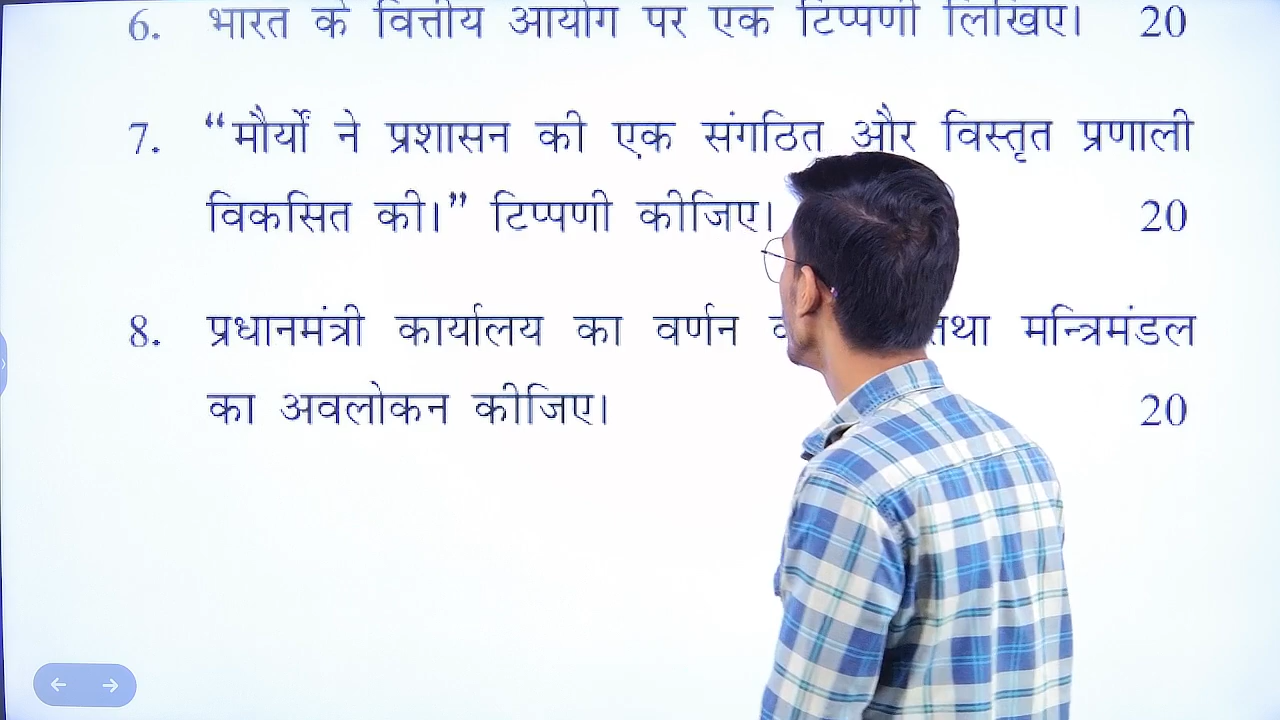 6. भारत के वित्तीय आयोग पर एक टिप्पणी लिखिए। 20
7. “मौर्यों ने प्रशासन की एक संगठित और विस्तृत प्रणाली
विकसित की।” टिप्पणी कीजिए। 20
8. प्रधानमंत्री कार्यालय का वर्णन तथा मन्त्रिमंडल
का अवलोकन कीजिए। 20